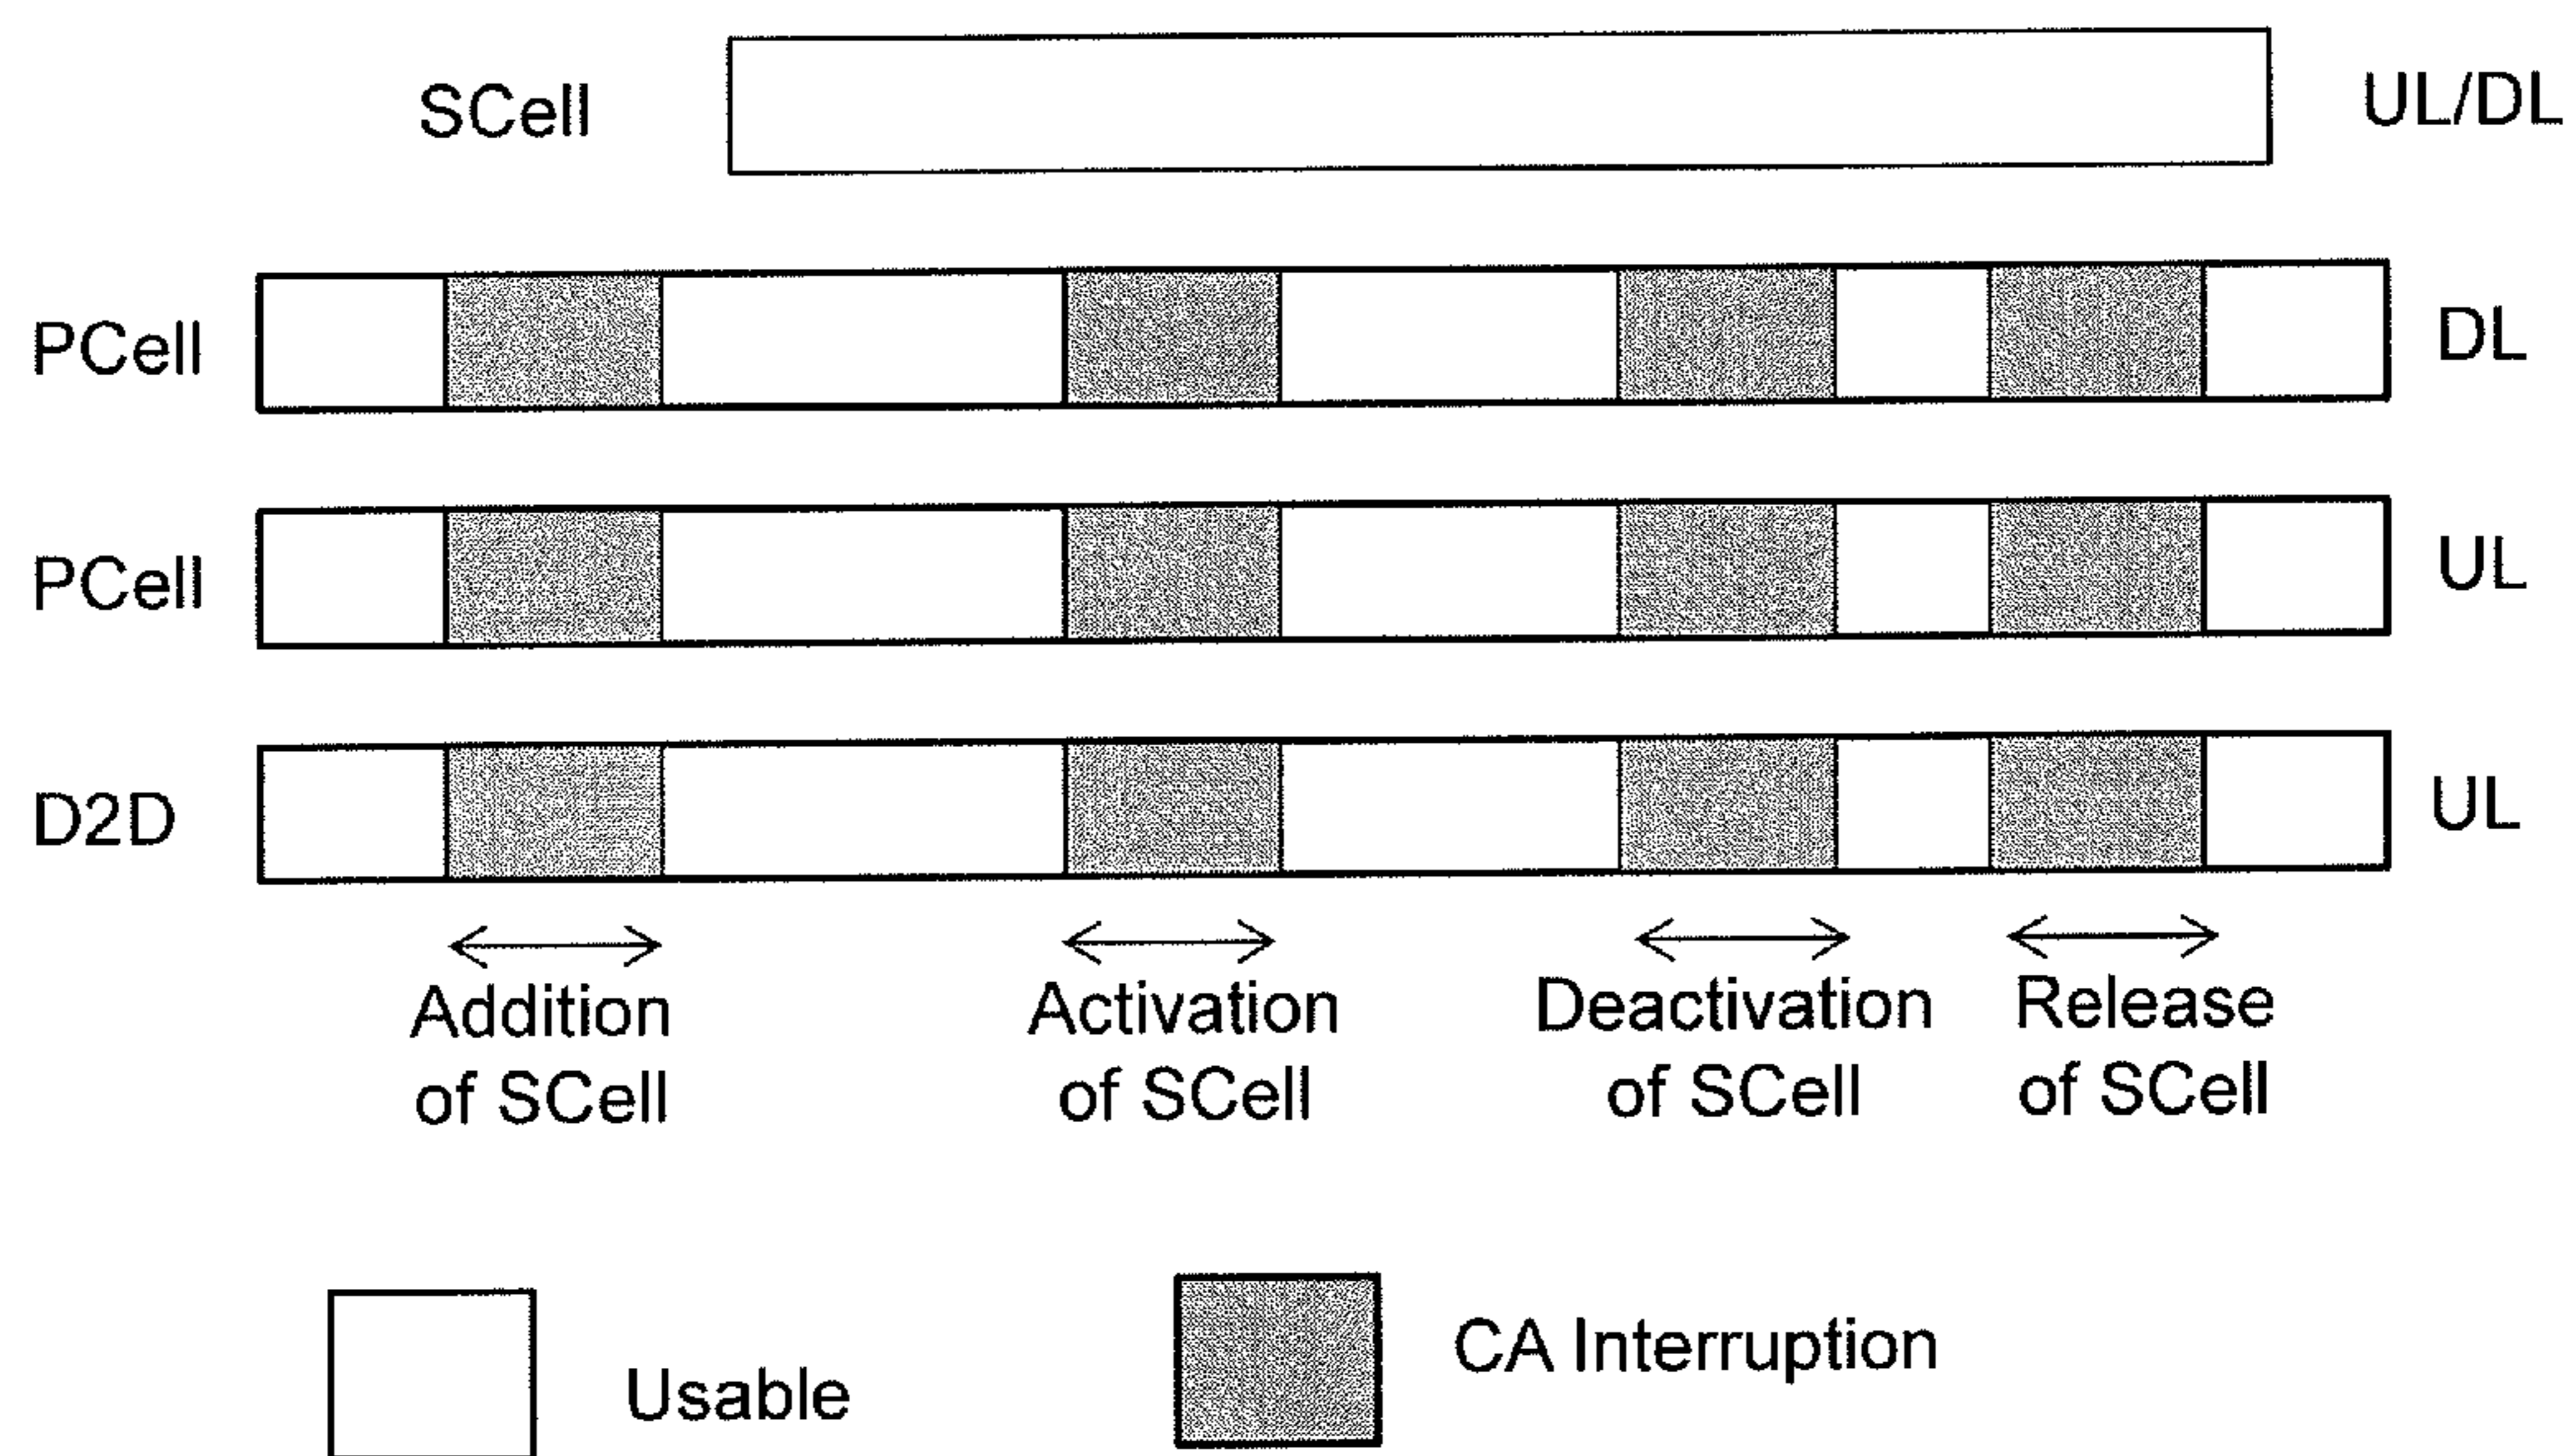 SCell UL/DL
PCell DL
PCell UL
D2D UL
Addition
of SCell
Activation
of SCell
Deactivation
of SCell
Release
of SCell
Usable
CA Interruption